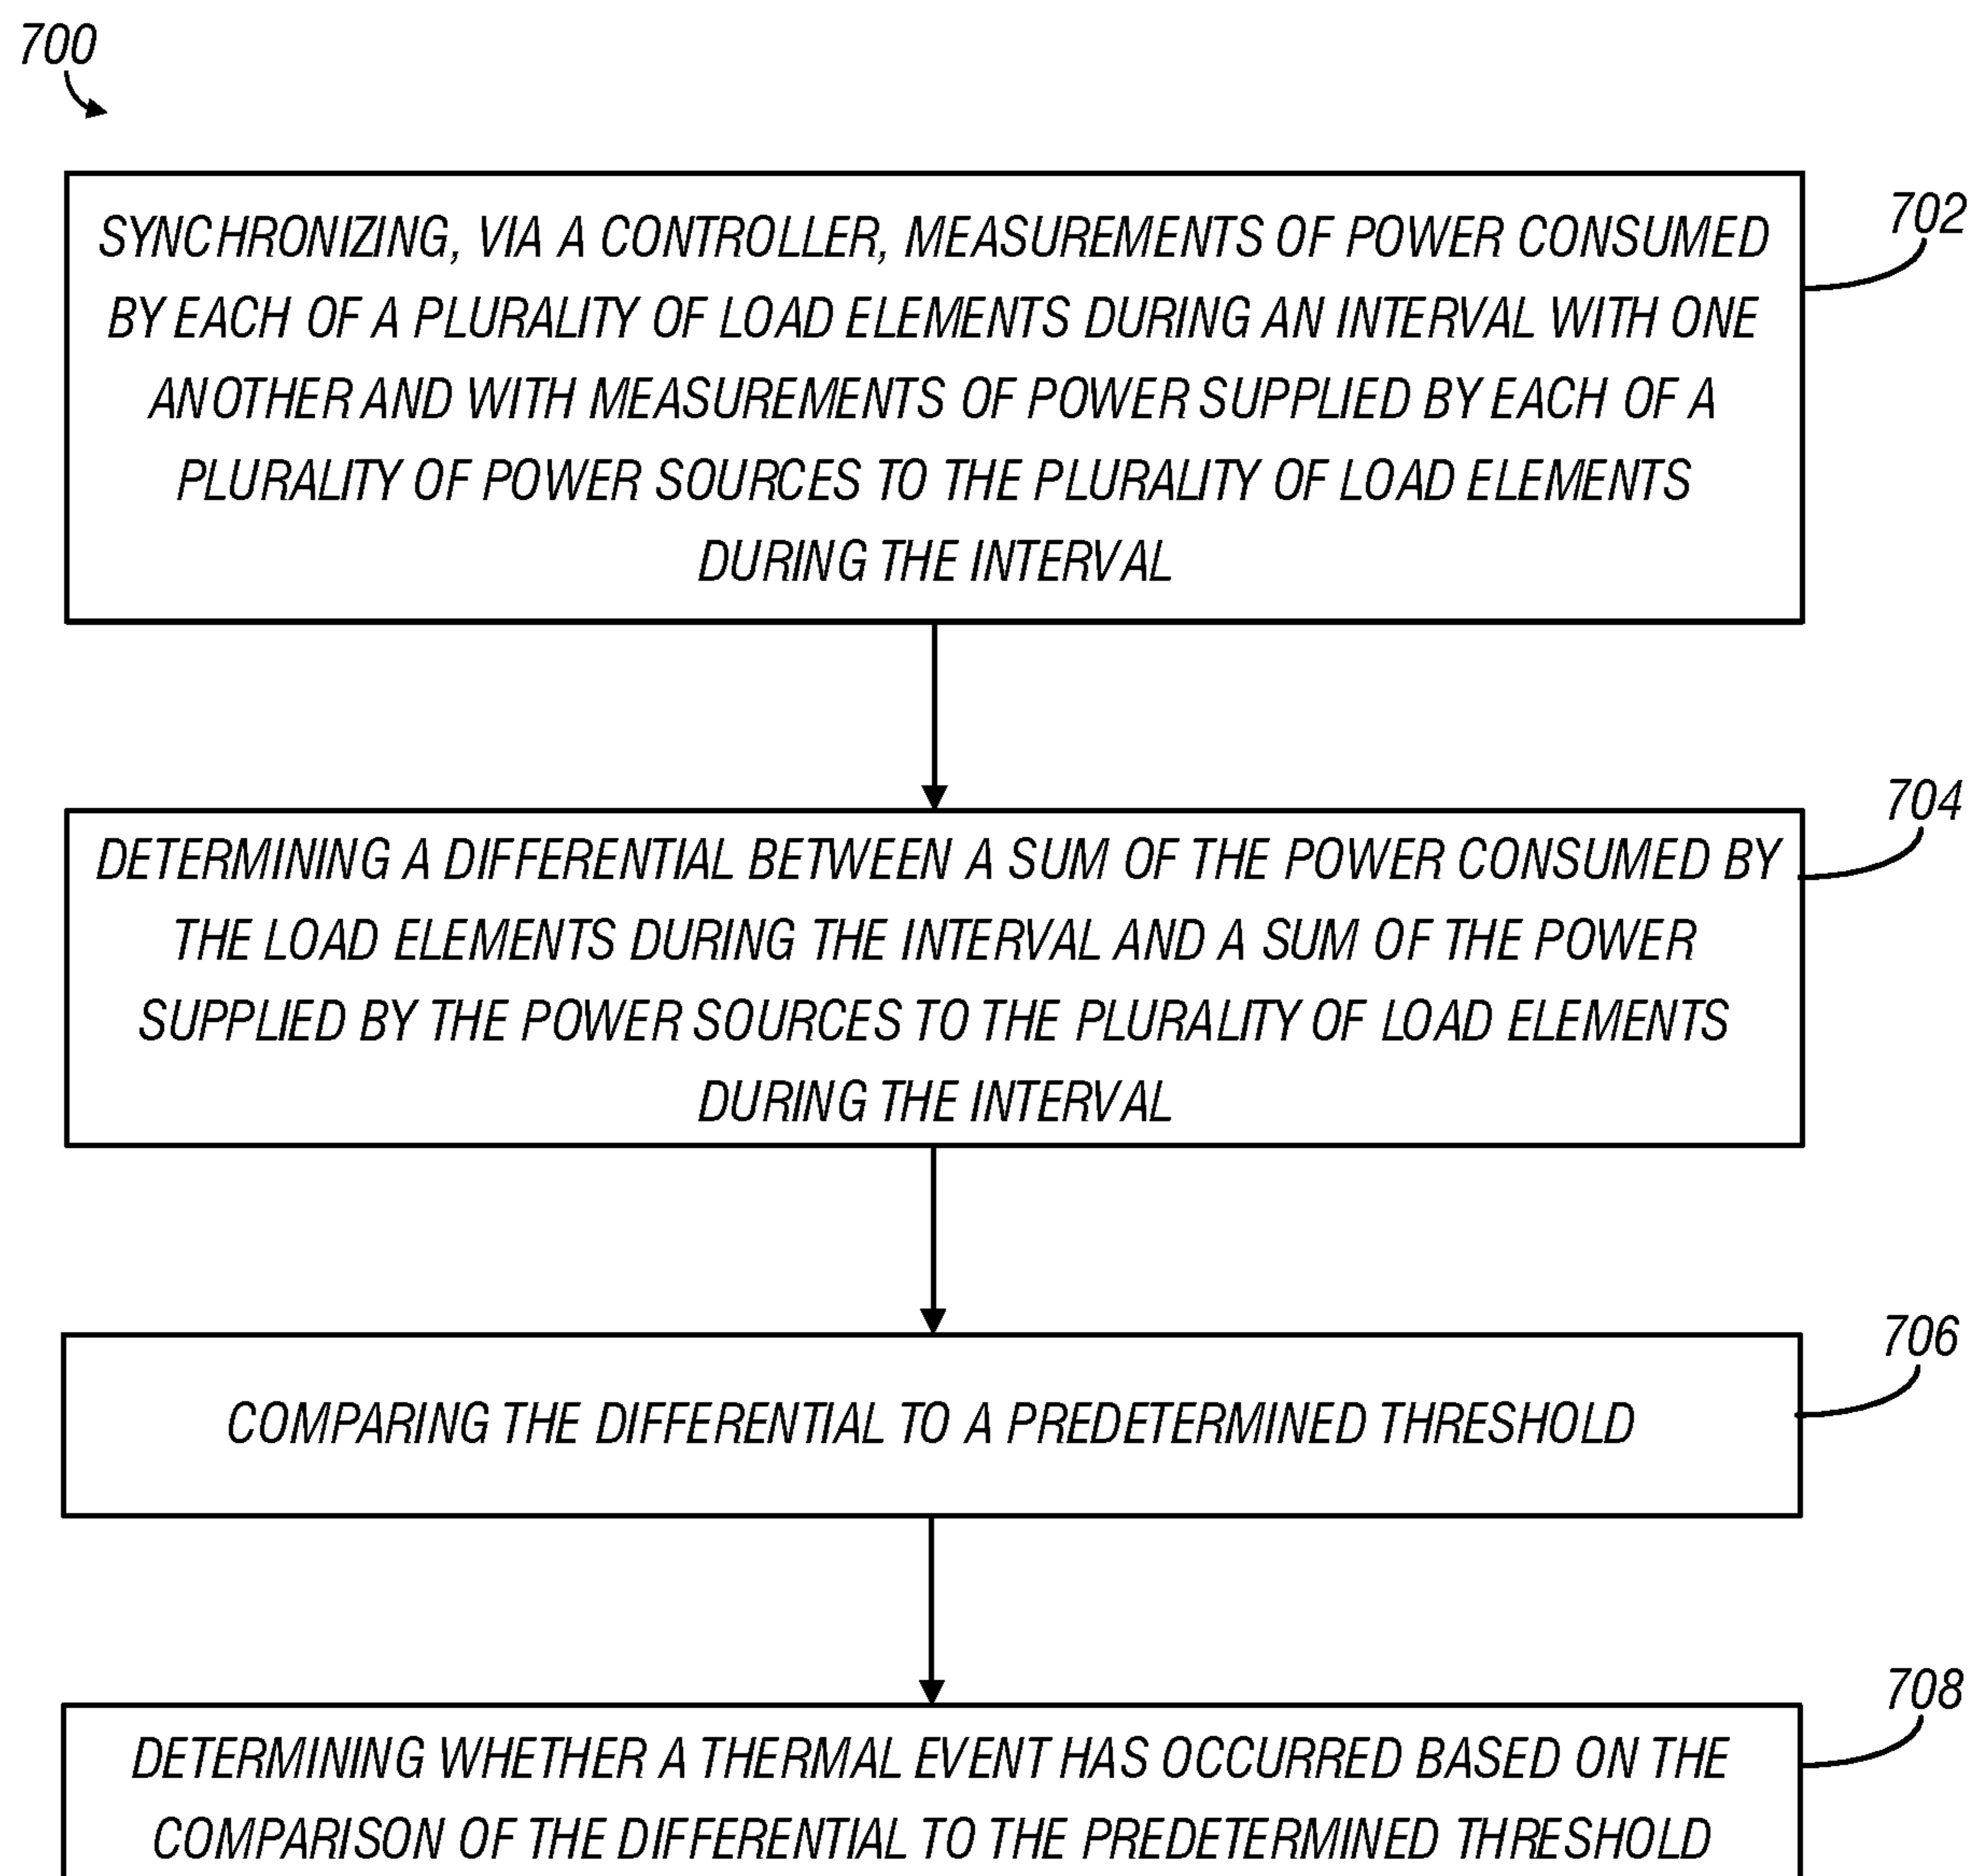 700
702
SYNCHRONIZING, VIA A CONTROLLER, MEASUREMENTS OF POWER CONSUMED
BY EACH OF A PLURALITY OF LOAD ELEMENTS DURING AN INTERVAL WITH ONE
ANOTHER AND WITH MEASUREMENTS OF POWER SUPPLIED BY EACH OF A
PLURALITY OF POWER SOURCES TO THE PLURALITY OF LOAD ELEMENTS
DURING THE INTERVAL
704
DETERMINING A DIFFERENTIAL BETWEEN A SUM OF THE POWER CONSUMED BY
THE LOAD ELEMENTS DURING THE INTERVAL AND A SUM OF THE POWER
SUPPLIED BY THE POWER SOURCES TO THE PLURALITY OF LOAD ELEMENTS
DURING THE INTERVAL
706
COMPARING THE DIFFERENTIAL TO A PREDETERMINED THRESHOLD
708
DETERMINING WHETHER A THERMAL EVENT HAS OCCURRED BASED ON THE
COMPARISON OF THE DIFFERENTIAL TO THE PREDETERMINED THRESHOLD